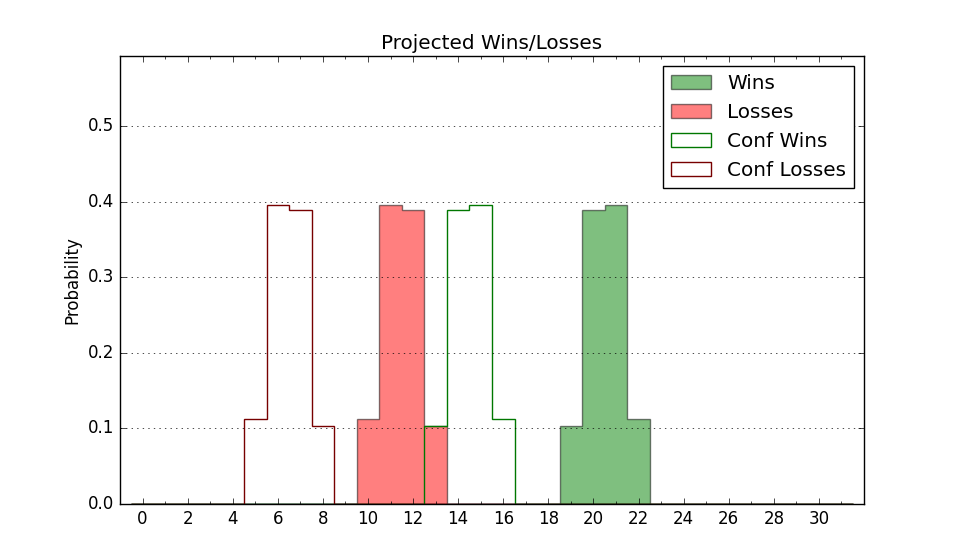 Projected Wins/Losses
Wins
Losses
Conf Wins
Conf Losses
Probability
0.5
0.4
0.3
0.2
0.1
0.0
0 2 4 6 8 10 12 14 16 18 20 22 24 26 28 30